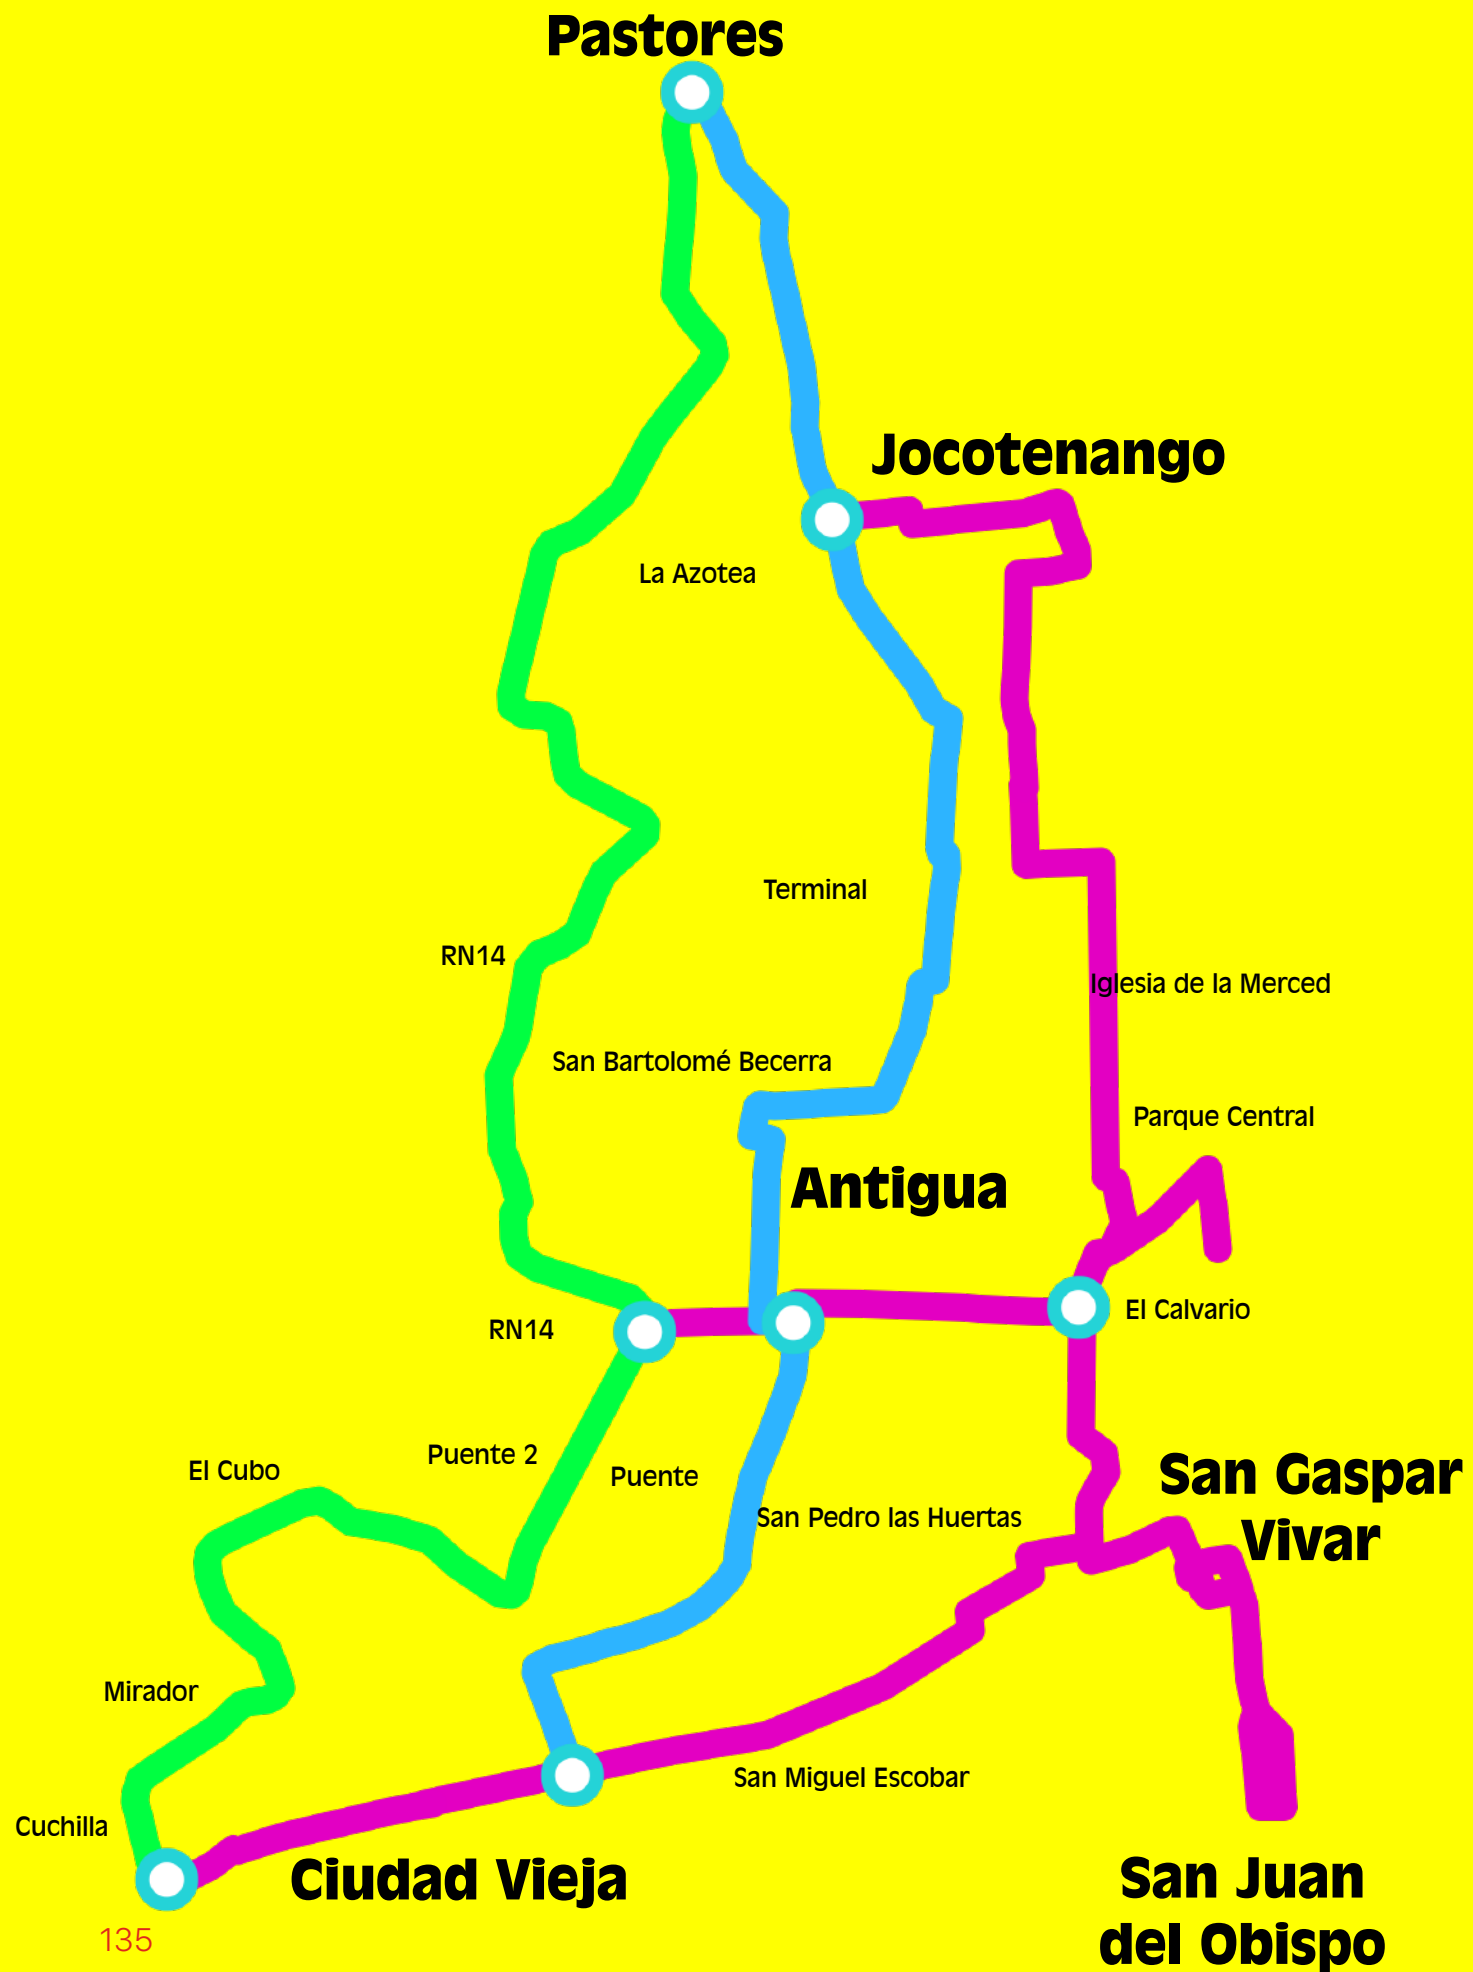 Pastores
Jocotenango
La Azotea
Terminal
RN14
Iglesia de la Merced
San Bartolomé Becerra
Parque Central
Antigua
El Calvario
RN14
Puente 2
El Cubo
Puente
San Gaspar
Vivar
San Pedro las Huertas
Mirador
San Miguel Escobar
Cuchilla
Ciudad Vieja
San Juan
del Obispo
135